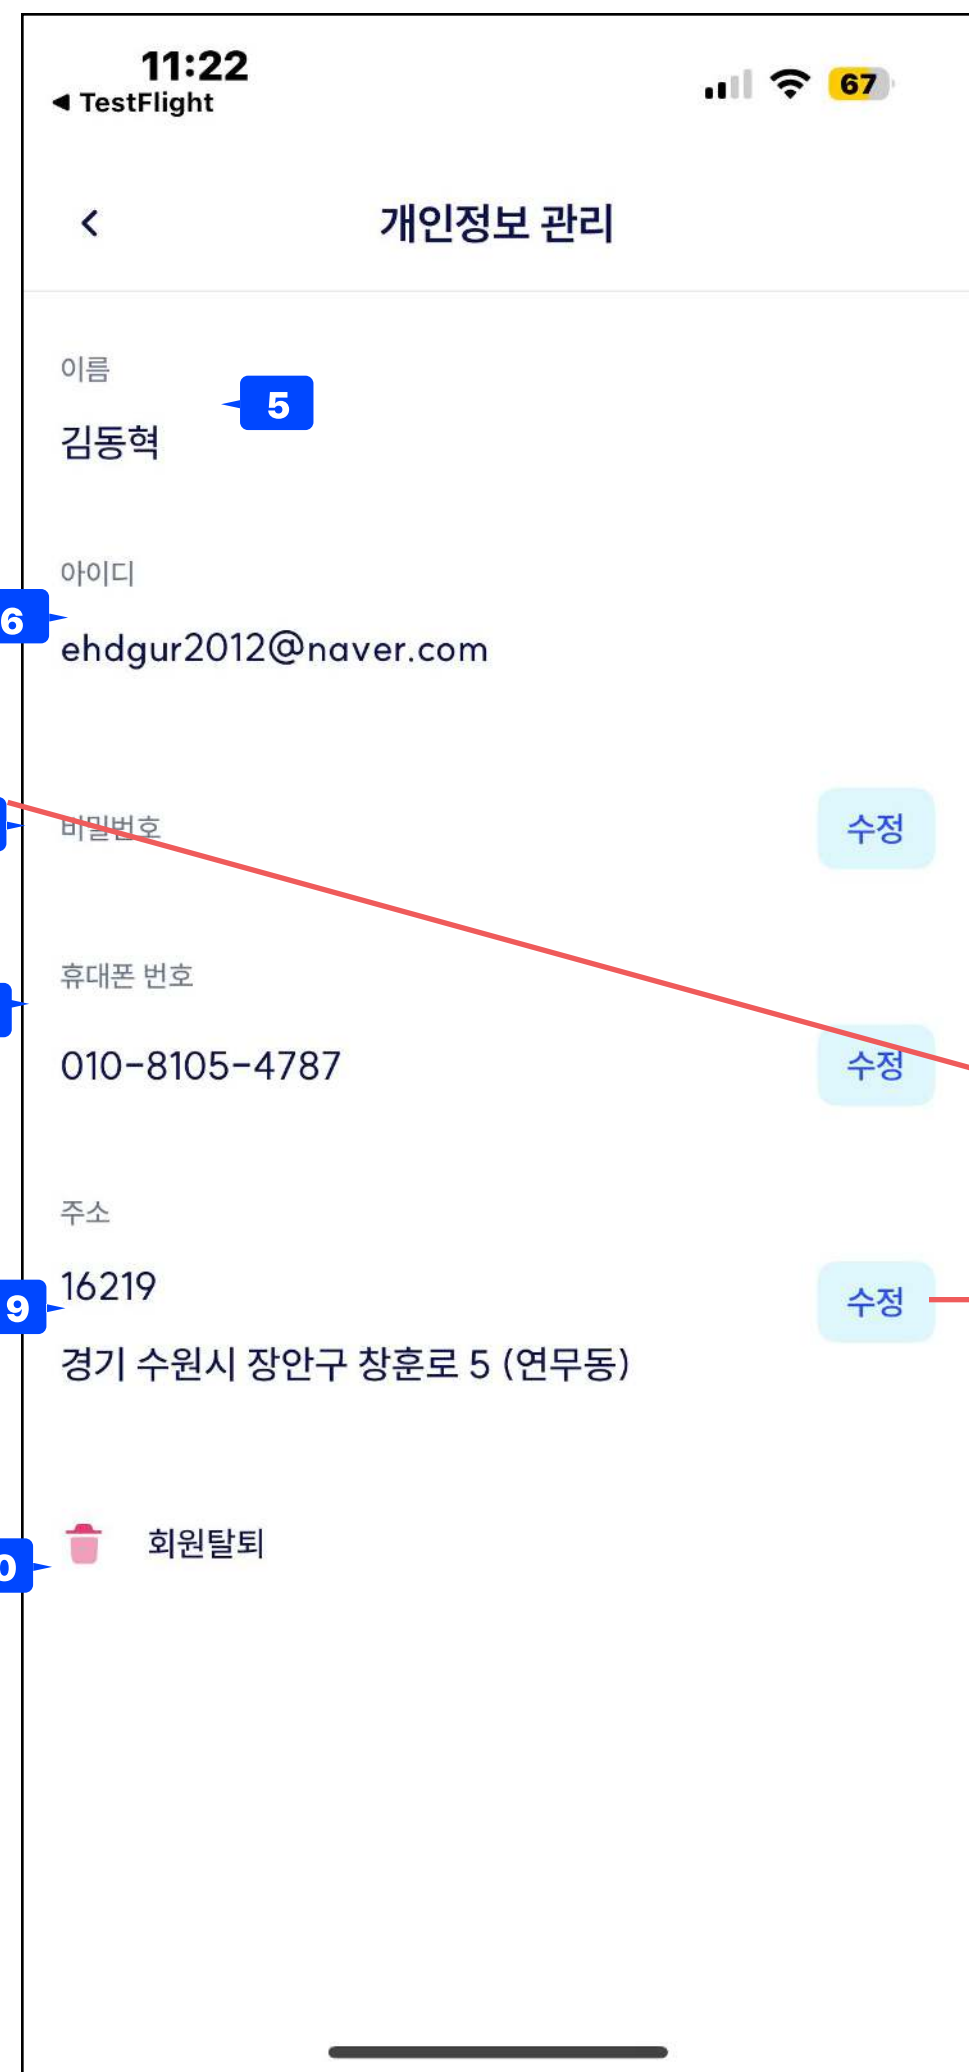 11:22
◀ TestFlight
67
개인정보 관리
이름
5
김동혁
아이디
6
ehdgur2012@naver.com
비밀번호
수정
휴대폰 번호
010-8105-4787
수정
주소
16219
9
수정
경기 수원시 장안구 창훈로 5 (연무동)
회원탈퇴
0